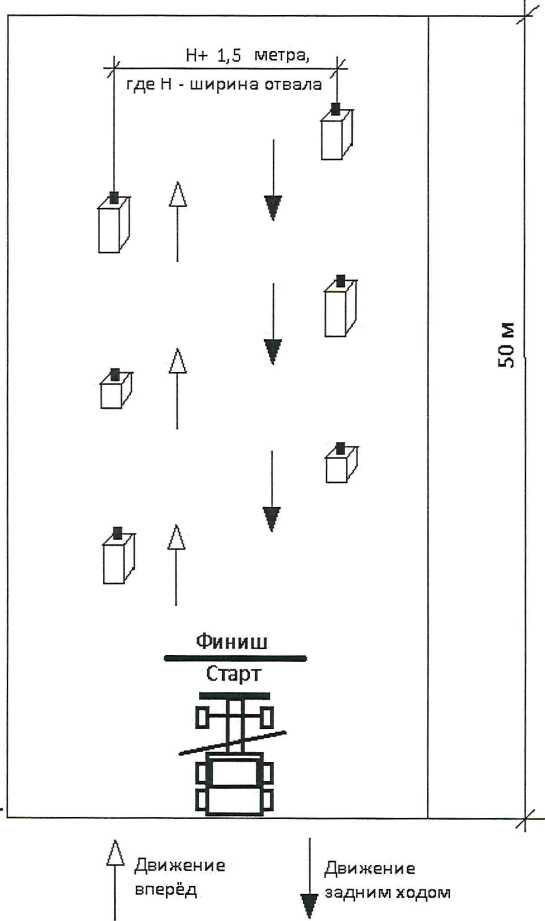 Н+ 1,5 метра,
где Н - ширина отвала
50 м
Финиш
Старт
Движение
вперёд
Движение
задним ходом